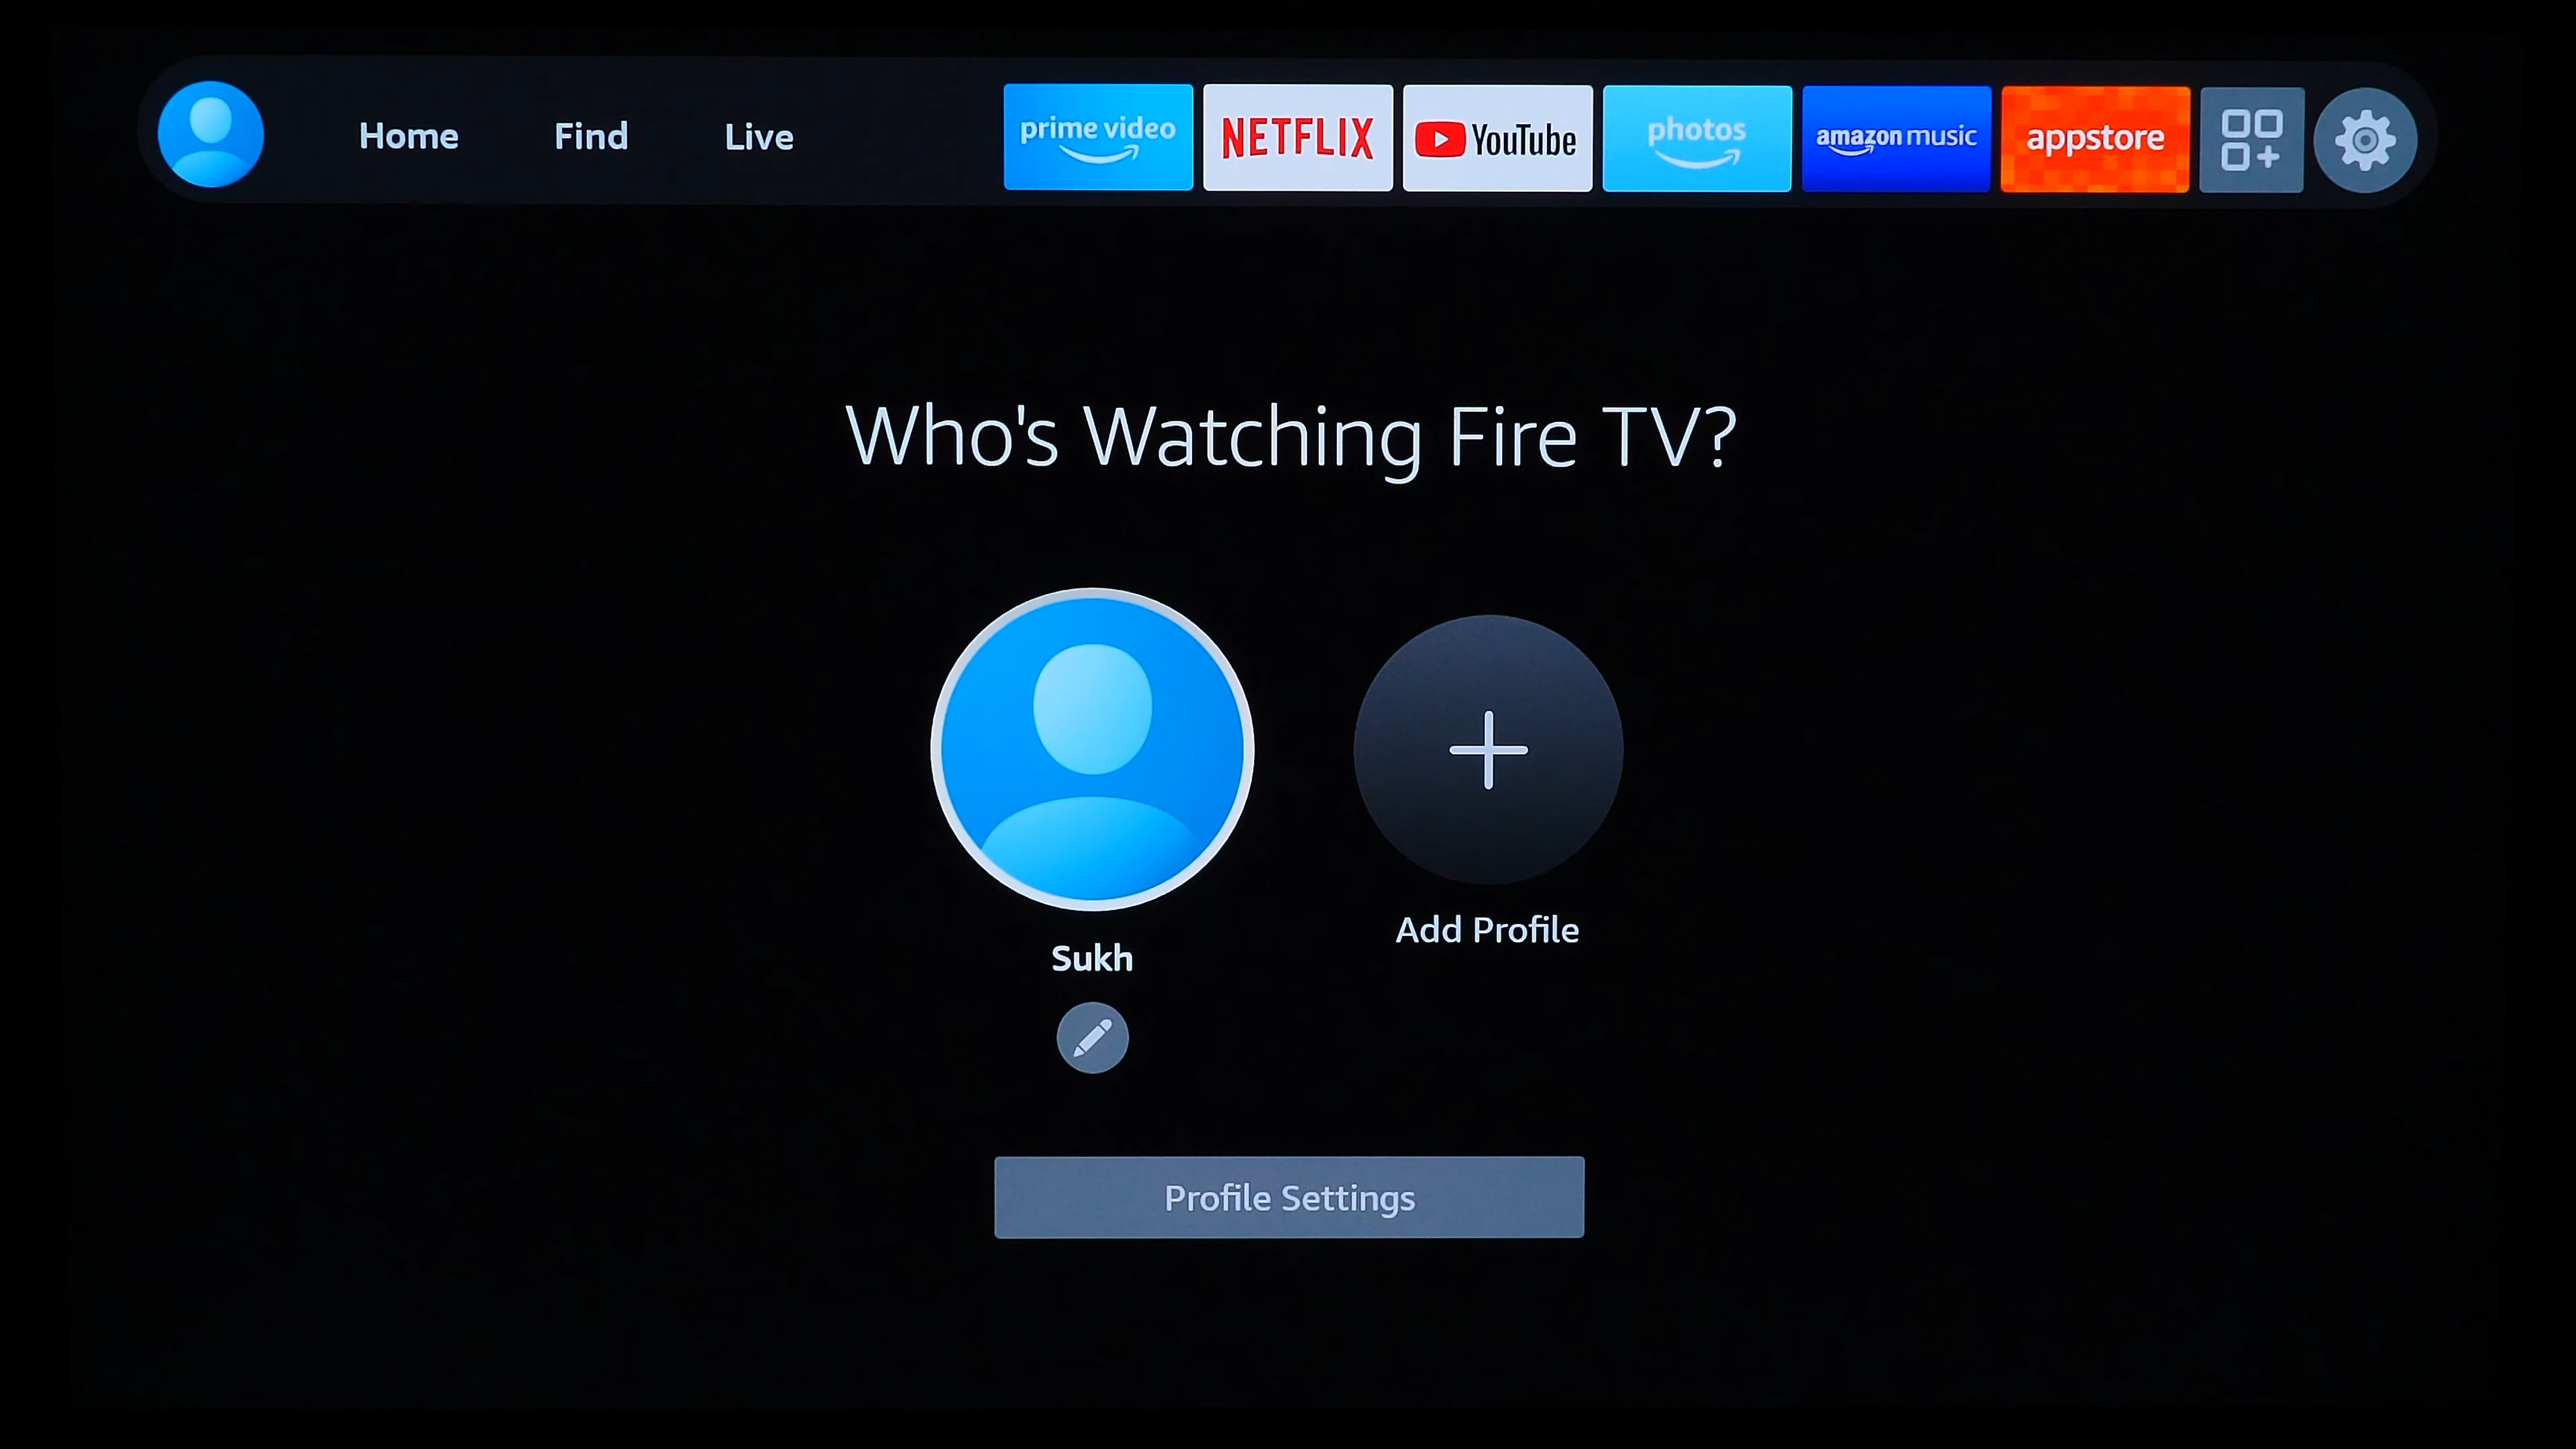 Home
Find
Live
prime video
NETFLIX
YouTube
photos
amazon music
appstore
Who's Watching Fire TV?
Sukh
Add Profile
Profile Settings